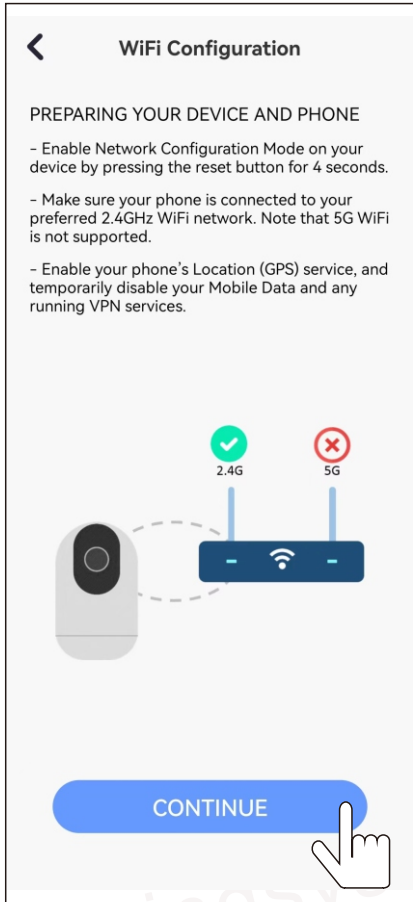 WiFi Configuration
PREPARING YOUR DEVICE AND PHONE
– Enable Network Configuration Mode on your
device by pressing the reset button for 4 seconds.
– Make sure your phone is connected to your
preferred 2.4GHz WiFi network. Note that 5G WiFi
is not supported.
– Enable your phone's Location (GPS) service, and
temporarily disable your Mobile Data and any
running VPN services.
2.4G 5G
CONTINUE